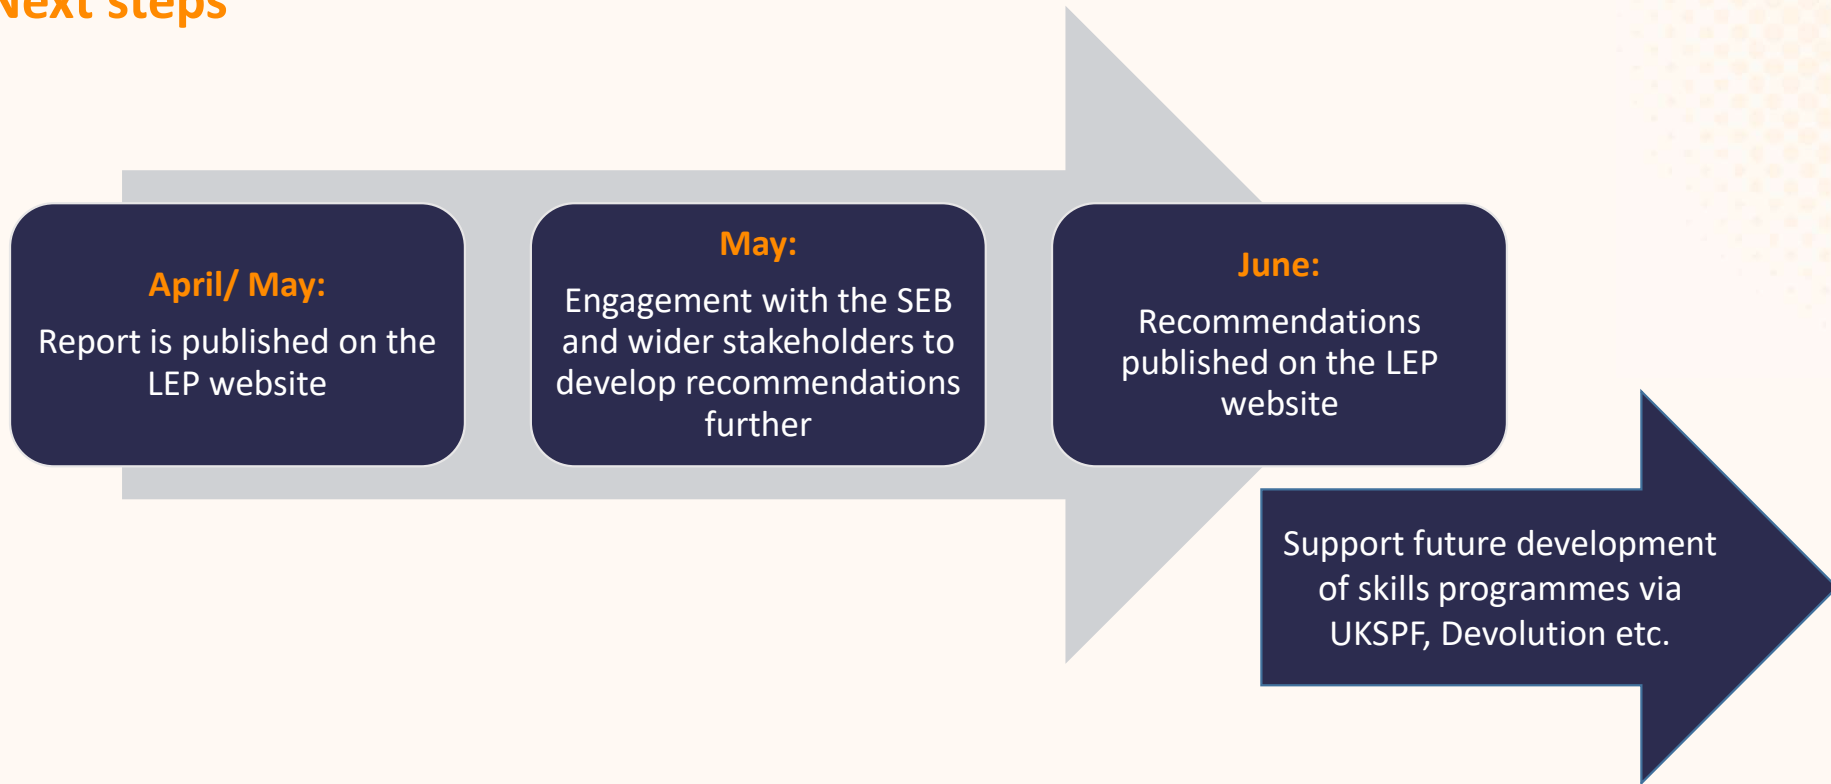 Next steps
April/ May:
Report is published on the
LEP website
May:
Engagement with the SEB
and wider stakeholders to
develop recommendations
further
June:
Recommendations
published on the LEP
website
Support future development
of skills programmes via
UKSPF, Devolution etc.